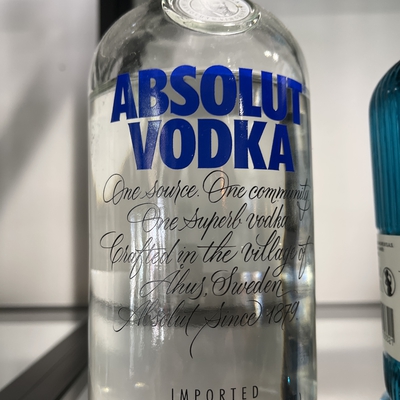 ABSOLUT
VODKA
One source. One community
One superb vodka
Crafted in the village of
Åhus, Sweden
Absolut Since 1879
IMPORTED